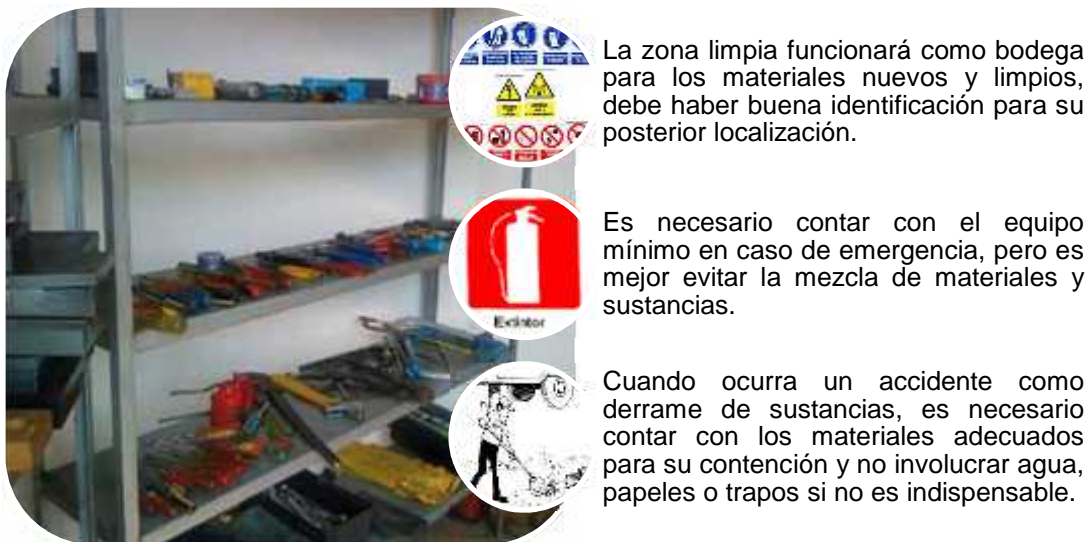 La zona limpia funcionará como bodega
para los materiales nuevos y limpios,
debe haber buena identificación para su
posterior localización.
Es necesario contar con el equipo
mínimo en caso de emergencia, pero es
mejor evitar la mezcla de materiales y
sustancias.
Extintor
Cuando ocurra un accidente como
derrame de sustancias, es necesario
contar con los materiales adecuados
para su contención y no involucrar agua,
papeles o trapos si no es indispensable.